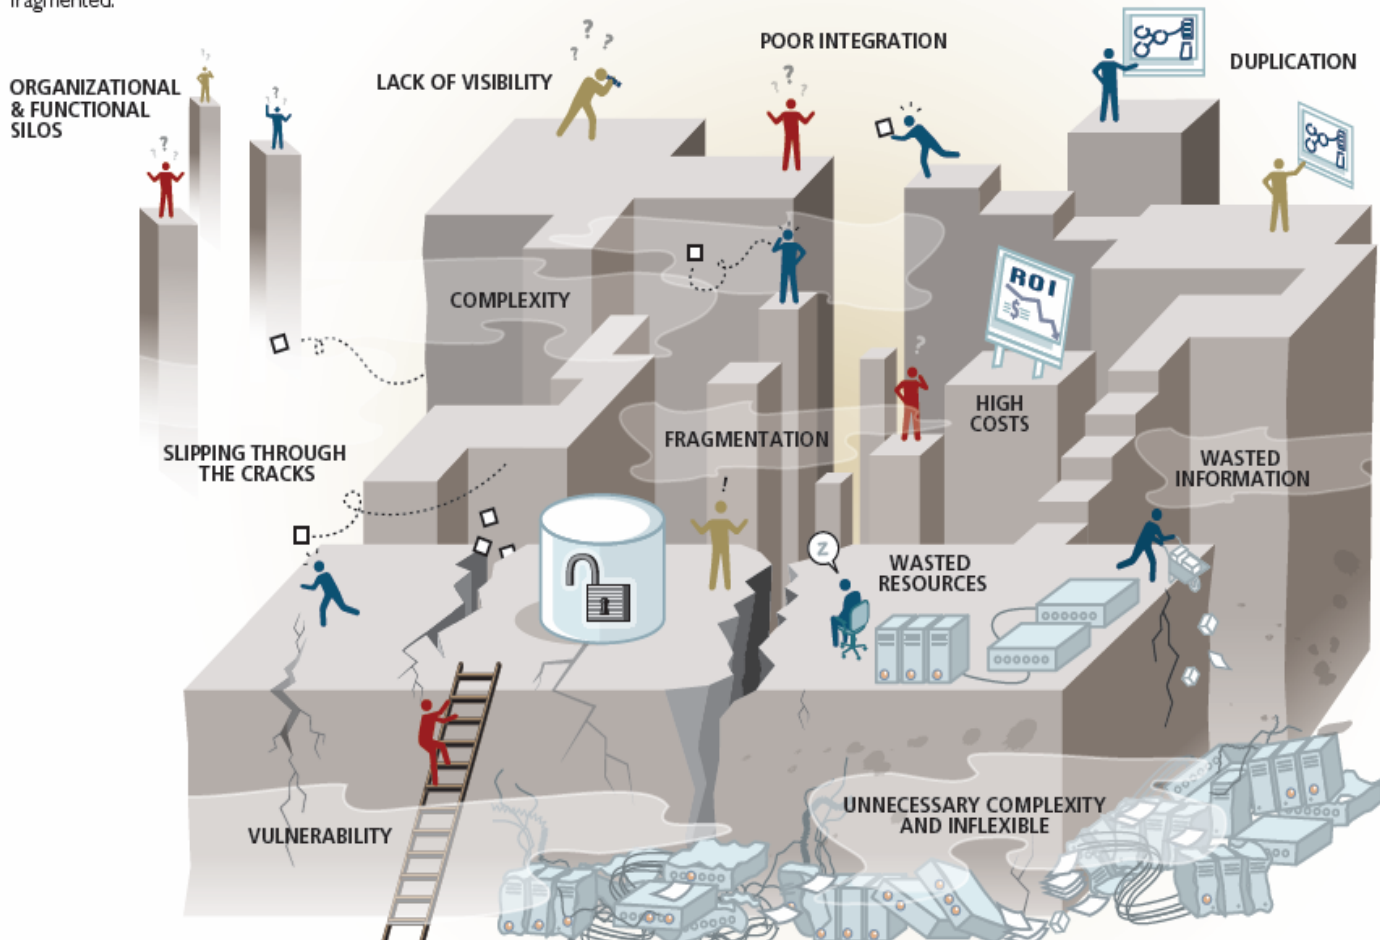 fragmented.
ORGANIZATIONAL
& FUNCTIONAL
SILOS
LACK OF VISIBILITY
POOR INTEGRATION
DUPLICATION
? ? ?
? ? ?
? ? ?
? ? ?
? ? ?
COMPLEXITY
ROI
$
?
HIGH
COSTS
SLIPPING THROUGH
THE CRACKS
FRAGMENTATION
WASTED
INFORMATION
!
Z
WASTED
RESOURCES
VULNERABILITY
UNNECESSARY COMPLEXITY
AND INFLEXIBLE